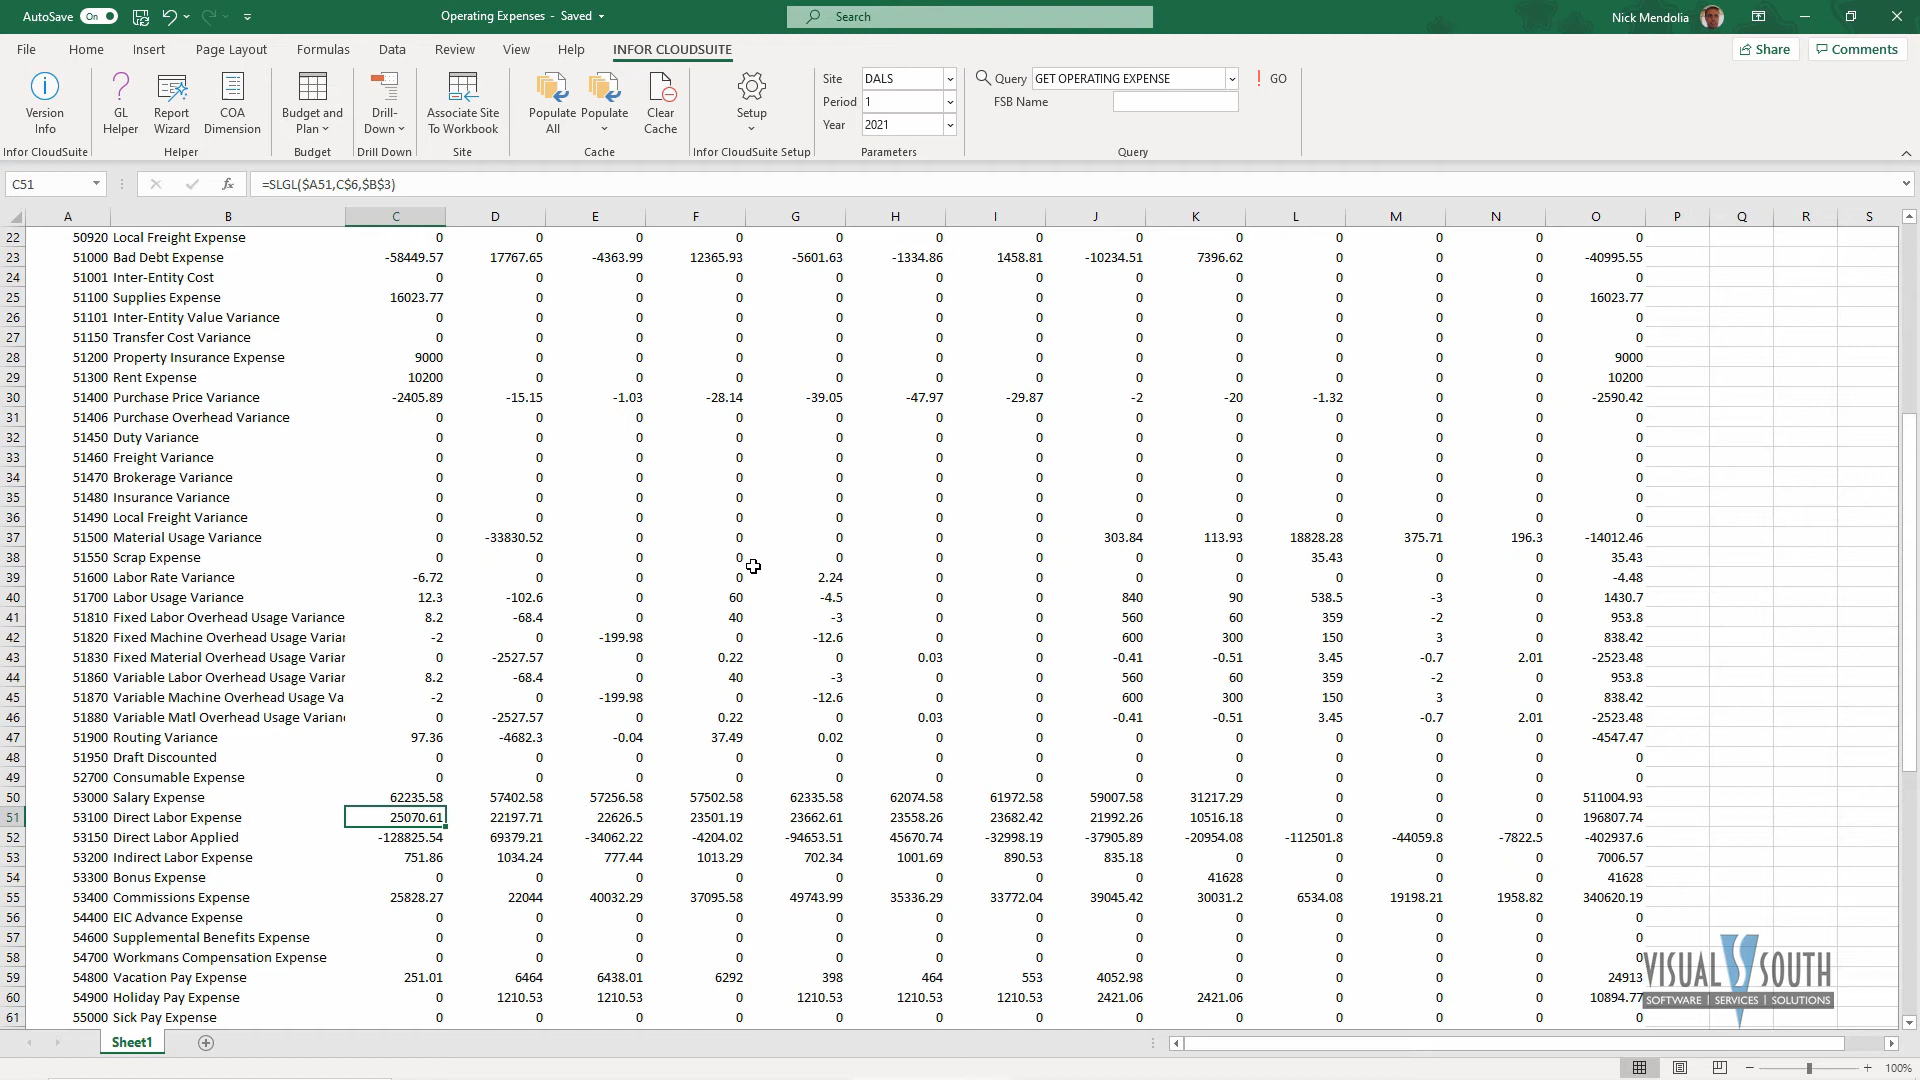 AutoSave On Operating Expenses - Saved Search Nick Mendolia
File Home Insert Page Layout Formulas Data Review View Help INFOR CLOUDSUITE Share Comments
Version Info GL Helper Report Wizard COA Dimension Budget and Plan Drill-Down Associate Site To Workbook Populate All Populate Clear Cache Setup
Site DALS Query GET OPERATING EXPENSE ! GO
Period 1 FSB Name
Year 2021
Infor CloudSuite Helper Budget Drill Down Site Cache Infor CloudSuite Setup Parameters Query
C51 fx =SLGL($A51,C$6,$B$3)
A B C D E F G H I J K L M N O P Q R S
22 50920 Local Freight Expense 0 0 0 0 0 0 0 0 0 0 0 0 0
23 51000 Bad Debt Expense -58449.57 17767.65 -4363.99 12365.93 -5601.63 -1334.86 1458.81 -10234.51 7396.62 0 0 0 -40995.55
24 51001 Inter-Entity Cost 0 0 0 0 0 0 0 0 0 0 0 0 0
25 51100 Supplies Expense 16023.77 0 0 0 0 0 0 0 0 0 0 0 16023.77
26 51101 Inter-Entity Value Variance 0 0 0 0 0 0 0 0 0 0 0 0 0
27 51150 Transfer Cost Variance 0 0 0 0 0 0 0 0 0 0 0 0 0
28 51200 Property Insurance Expense 9000 0 0 0 0 0 0 0 0 0 0 0 9000
29 51300 Rent Expense 10200 0 0 0 0 0 0 0 0 0 0 0 10200
30 51400 Purchase Price Variance -2405.89 -15.15 -1.03 -28.14 -39.05 -47.97 -29.87 -2 -20 -1.32 0 0 -2590.42
31 51406 Purchase Overhead Variance 0 0 0 0 0 0 0 0 0 0 0 0 0
32 51450 Duty Variance 0 0 0 0 0 0 0 0 0 0 0 0 0
33 51460 Freight Variance 0 0 0 0 0 0 0 0 0 0 0 0 0
34 51470 Brokerage Variance 0 0 0 0 0 0 0 0 0 0 0 0 0
35 51480 Insurance Variance 0 0 0 0 0 0 0 0 0 0 0 0 0
36 51490 Local Freight Variance 0 0 0 0 0 0 0 0 0 0 0 0 0
37 51500 Material Usage Variance 0 -33830.52 0 0 0 0 0 303.84 113.93 18828.28 375.71 196.3 -14012.46
38 51550 Scrap Expense 0 0 0 0 0 0 0 0 0 35.43 0 0 35.43
39 51600 Labor Rate Variance -6.72 0 0 0 2.24 0 0 0 0 0 0 0 -4.48
40 51700 Labor Usage Variance 12.3 -102.6 0 60 -4.5 0 0 840 90 538.5 -3 0 1430.7
41 51810 Fixed Labor Overhead Usage Variance 8.2 -68.4 0 40 -3 0 0 560 60 359 -2 0 953.8
42 51820 Fixed Machine Overhead Usage Variar -2 0 -199.98 0 -12.6 0 0 600 300 150 3 0 838.42
43 51830 Fixed Material Overhead Usage Variar 0 -2527.57 0 0.22 0 0.03 0 -0.41 -0.51 3.45 -0.7 2.01 -2523.48
44 51860 Variable Labor Overhead Usage Variar 8.2 -68.4 0 40 -3 0 0 560 60 359 -2 0 953.8
45 51870 Variable Machine Overhead Usage Va -2 0 -199.98 0 -12.6 0 0 600 300 150 3 0 838.42
46 51880 Variable Matl Overhead Usage Varianc 0 -2527.57 0 0.22 0 0.03 0 -0.41 -0.51 3.45 -0.7 2.01 -2523.48
47 51900 Routing Variance 97.36 -4682.3 -0.04 37.49 0.02 0 0 0 0 0 0 0 -4547.47
48 51950 Draft Discounted 0 0 0 0 0 0 0 0 0 0 0 0 0
49 52700 Consumable Expense 0 0 0 0 0 0 0 0 0 0 0 0 0
50 53000 Salary Expense 62235.58 57402.58 57256.58 57502.58 62335.58 62074.58 61972.58 59007.58 31217.29 0 0 0 511004.93
51 53100 Direct Labor Expense 25070.61 22197.71 22626.5 23501.19 23662.61 23558.26 23682.42 21992.26 10516.18 0 0 0 196807.74
52 53150 Direct Labor Applied -128825.54 69379.21 -34062.22 -4204.02 -94653.51 45670.74 -32998.19 -37905.89 -20954.08 -112501.8 -44059.8 -7822.5 -402937.6
53 53200 Indirect Labor Expense 751.86 1034.24 777.44 1013.29 702.34 1001.69 890.53 835.18 0 0 0 0 7006.57
54 53300 Bonus Expense 0 0 0 0 0 0 0 0 41628 0 0 0 41628
55 53400 Commissions Expense 25828.27 22044 40032.29 37095.58 49743.99 35336.29 33772.04 39045.42 30031.2 6534.08 19198.21 1958.82 340620.19
56 54400 EIC Advance Expense 0 0 0 0 0 0 0 0 0 0 0 0 0
57 54600 Supplemental Benefits Expense 0 0 0 0 0 0 0 0 0 0 0 0 0
58 54700 Workmans Compensation Expense 0 0 0 0 0 0 0 0 0 0 0 0 0
59 54800 Vacation Pay Expense 251.01 6464 6438.01 6292 398 464 553 4052.98 0 0 0 0 24913
60 54900 Holiday Pay Expense 0 1210.53 1210.53 0 1210.53 1210.53 1210.53 2421.06 2421.06 0 0 0 10894.77
61 55000 Sick Pay Expense 0 0 0 0 0 0 0 0 0 0 0 0 0
VISUAL SOUTH
SOFTWARE | SERVICES | SOLUTIONS
Sheet1
100%